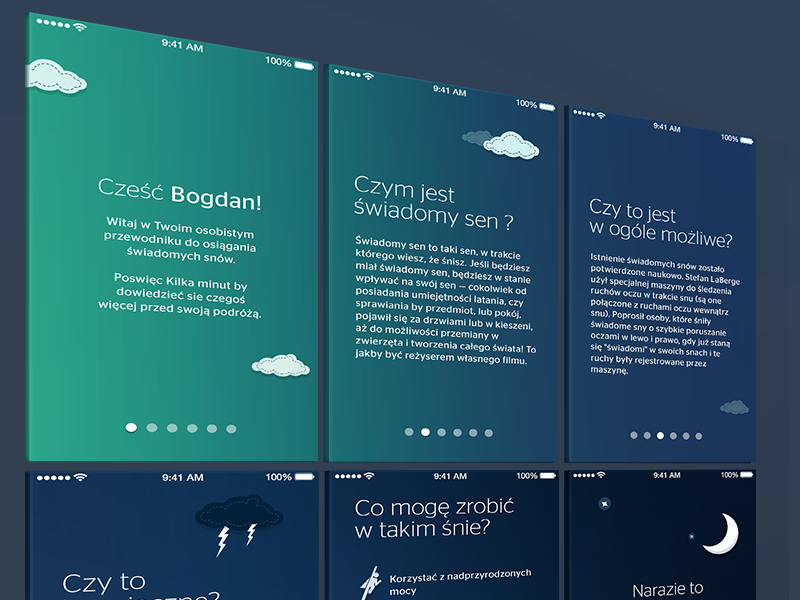 9:41 AM
100%
Cześć Bogdan!
Witaj w Twoim osobistym
przewodniku do osiągania
świadomych snów.
Poswięc Kilka minut by
dowiedzieć sie czegoś
więcej przed swoją podróżą.
9:41 AM
100%
Czym jest
świadomy sen ?
Świadomy sen to taki sen, w trakcie
którego wiesz, że śnisz. Jeśli będziesz
miał świadomy sen, będziesz w stanie
wpływać na swój sen — cokolwiek od
posiadania umiejętności latania, czy
sprawiania by przedmiot, lub pokój,
pojawił się za drzwiami lub w kieszeni,
aż do możliwości przemiany w
zwierzęta i tworzenia całego świata! To
jakby być reżyserem własnego filmu.
9:41 AM
100%
Czy to jest
w ogóle możliwe?
Istnienie świadomych snów zostało
potwierdzone naukowo. Stefan LaBerge
użył specjalnej maszyny do śledzenia
ruchów oczu w trakcie snu (są one
połączone z ruchami oczu wewnątrz
snu). Poprosił osoby, które śniły
świadome sny o szybkie poruszanie
oczami w lewo i prawo, gdy już staną
się "świadomi" w swoich snach i te
ruchy były rejestrowane przez
maszynę.
9:41 AM
100%
Czy to
9:41 AM
100%
Co mogę zrobić
w takim śnie?
Korzystać z nadprzyrodzonych
mocy
9:41 AM
100%
Narazie to